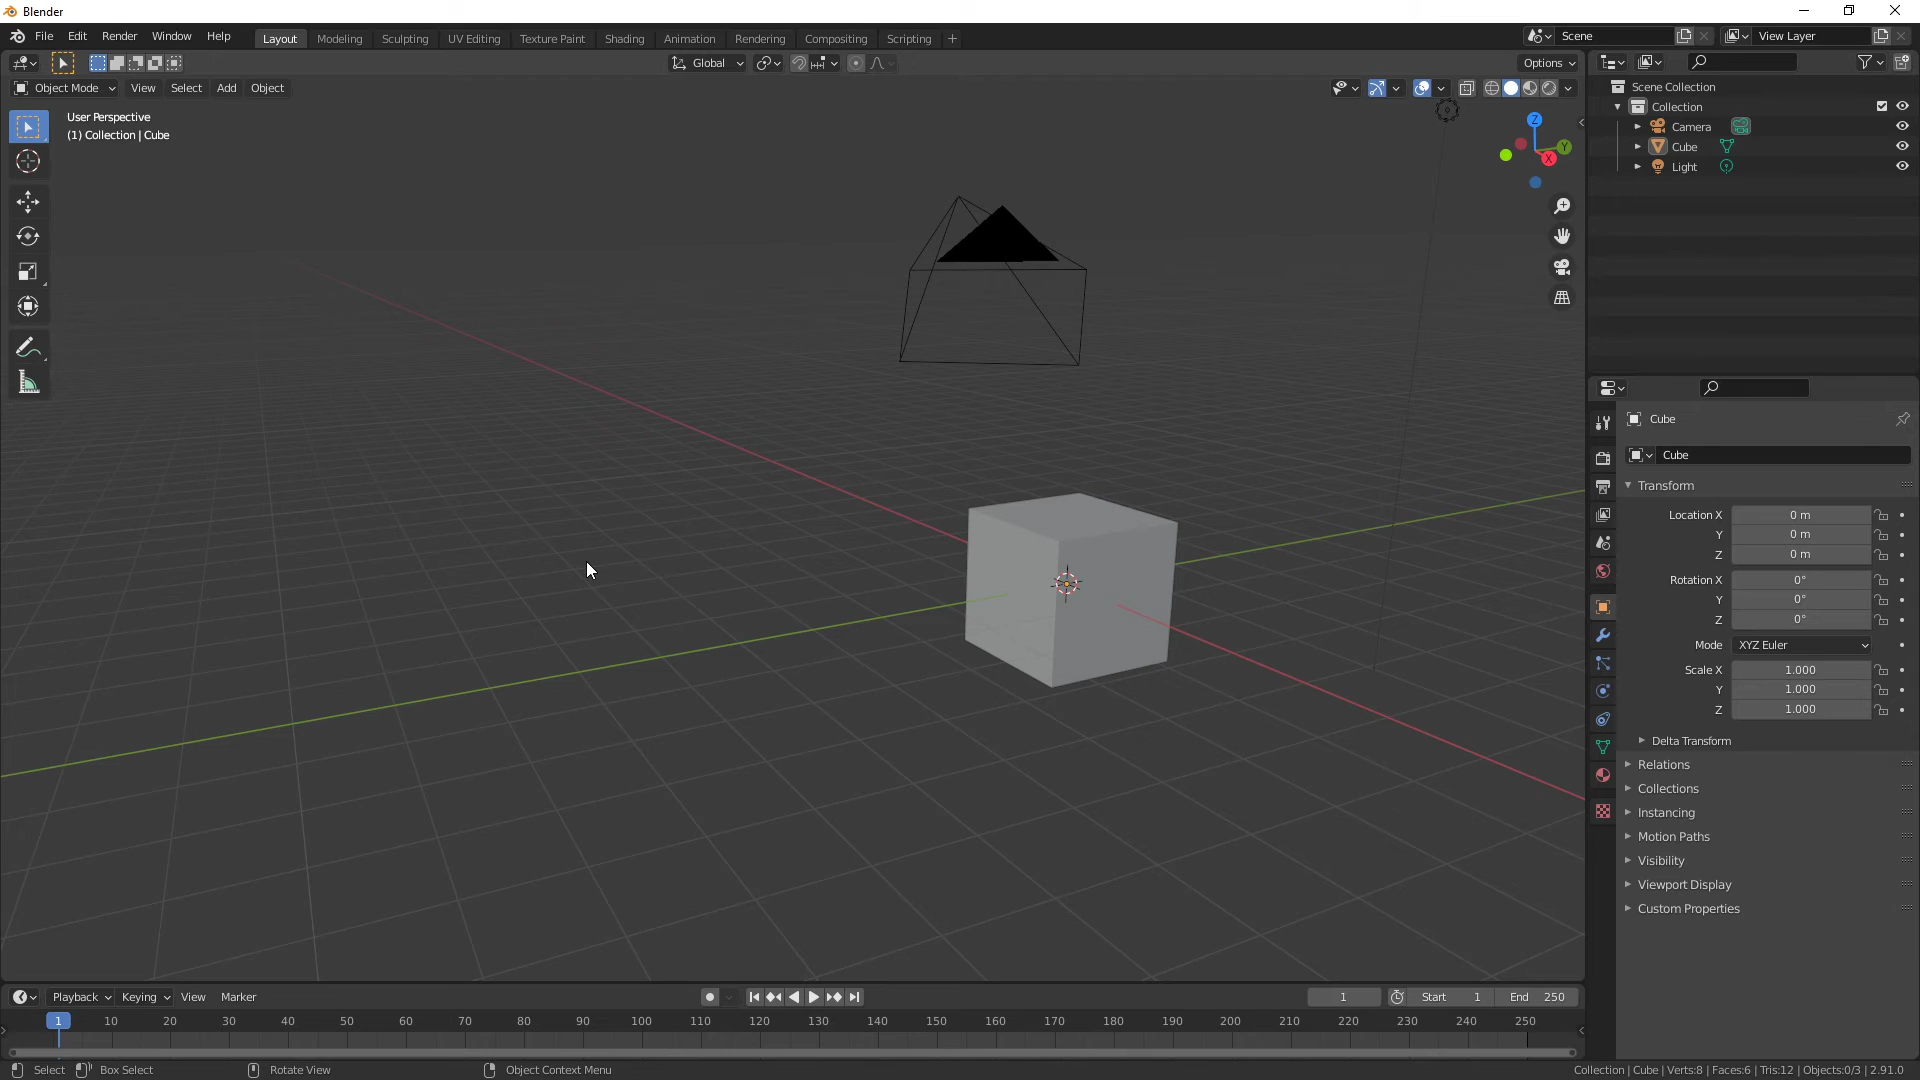 Blender
File Edit Render Window Help Layout Modeling Sculpting UV Editing Texture Paint Shading Animation Rendering Compositing Scripting + Scene View Layer
Global Options
Object Mode View Select Add Object
User Perspective
(1) Collection | Cube
Z
Y
X
Scene Collection
Collection
Camera
Cube
Light
Cube
Cube
Transform
Location X 0 m
Y 0 m
Z 0 m
Rotation X 0°
Y 0°
Z 0°
Mode XYZ Euler
Scale X 1.000
Y 1.000
Z 1.000
Delta Transform
Relations
Collections
Instancing
Motion Paths
Visibility
Viewport Display
Custom Properties
Playback Keying View Marker 1 Start 1 End 250
1 10 20 30 40 50 60 70 80 90 100 110 120 130 140 150 160 170 180 190 200 210 220 230 240 250
Select Box Select Rotate View Object Context Menu Collection | Cube | Verts:8 | Faces:6 | Tris:12 | Objects:0/3 | 2.91.0